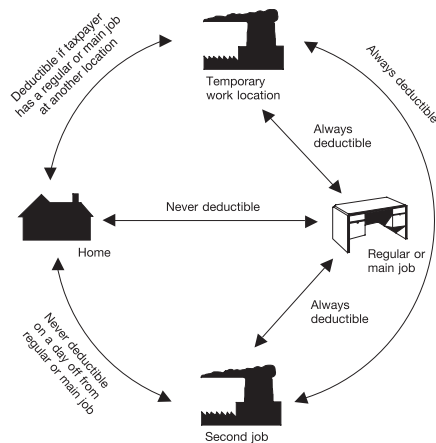 Deductible if taxpayer
has a regular or main job
at another location
Temporary
work location
Always deductible
Always
deductible
Never deductible
Home
Regular or
main job
Always
deductible
Never deductible
on a day off from
regular or main job
Second job